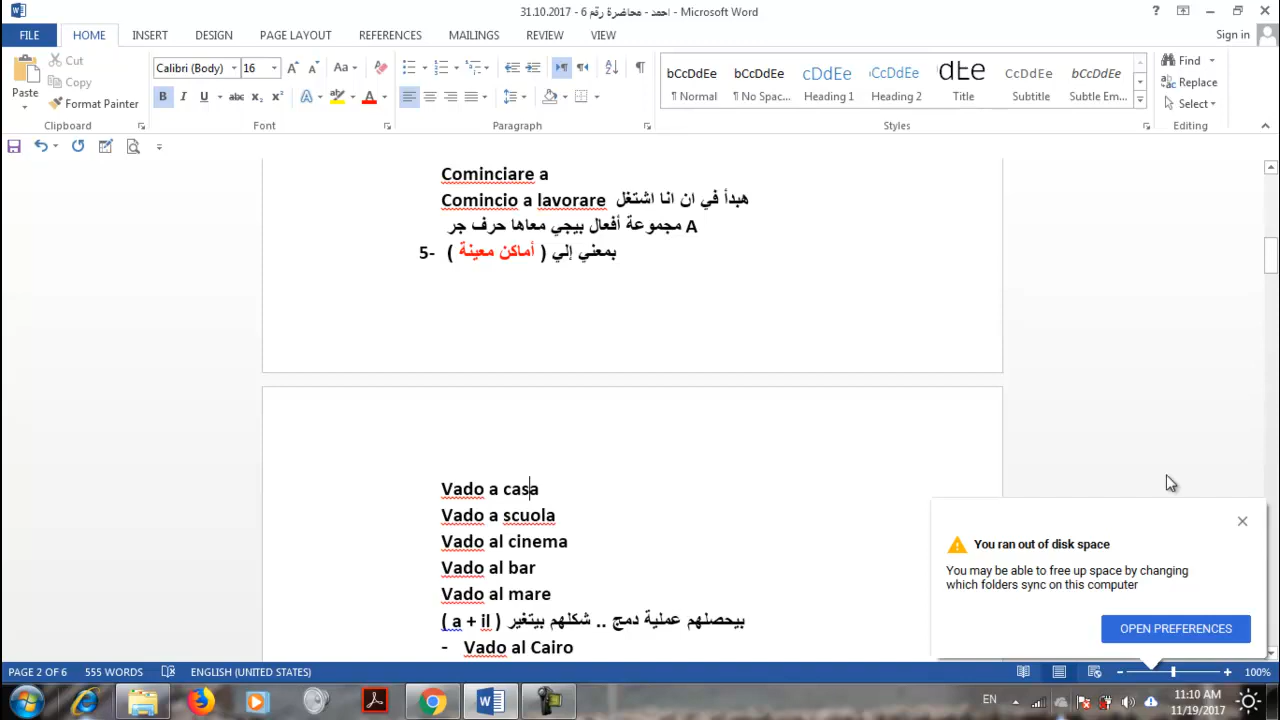 31.10.2017 - احمد - محاضرة رقم 6 - Microsoft Word
FILE HOME INSERT DESIGN PAGE LAYOUT REFERENCES MAILINGS REVIEW VIEW Sign in
Paste
Cut
Copy
Format Painter
Clipboard
Calibri (Body) 16
Font
Paragraph
bCcDdEe bCcDdEe cDdEe bCcDdEe dEe CcDdEe bCcDdEe
¶ Normal ¶ No Spac... Heading 1 Heading 2 Title Subtitle Subtle Em...
Styles
Find
Replace
Select
Editing
Cominciare a
Comincio a lavorare هبدأ في ان انا اشتغل
مجموعة أفعال بيجي معاها حرف جر A
5- بمعني إلي ( أماكن معينة )
Vado a casa
Vado a scuola
Vado al cinema
Vado al bar
Vado al mare
( a + il ) بيحصلهم عملية دمج .. شكلهم بيتغير
- Vado al Cairo
You ran out of disk space
You may be able to free up space by changing
which folders sync on this computer
OPEN PREFERENCES
PAGE 2 OF 6 555 WORDS ENGLISH (UNITED STATES) 100%
EN 11:10 AM
11/19/2017